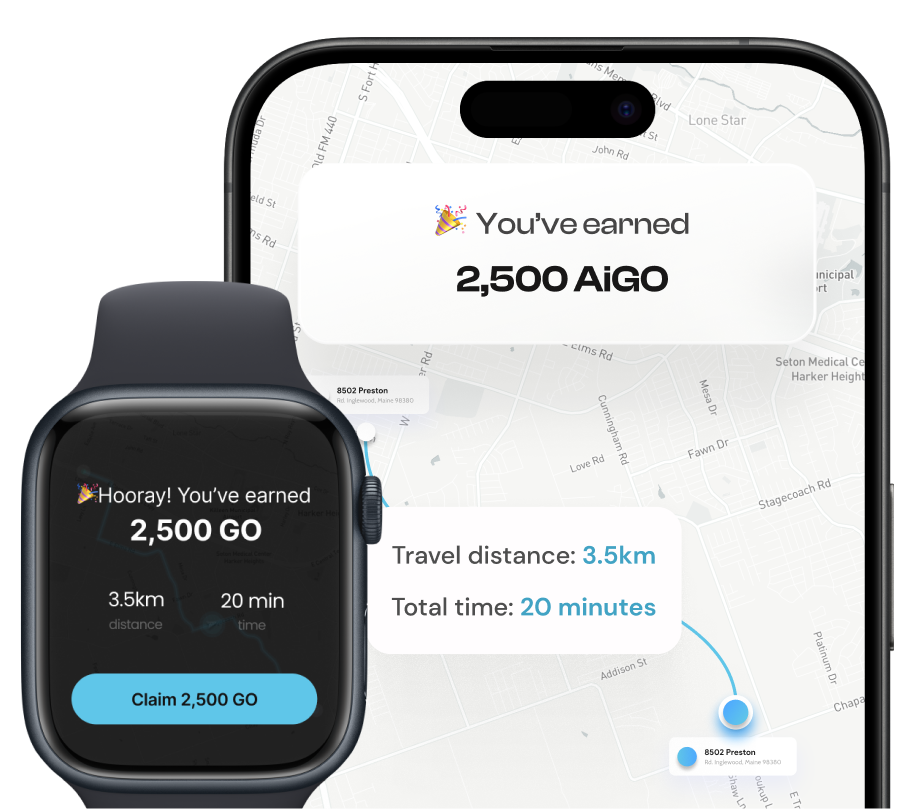 S Fort H
Old FM 440
Lone Star
John Rd
🎉 You've earned
2,500 AiGO
Elms Rd
Seton Medical Ce
Harker Height
8502 Preston
Rd. Inglewood, Maine 98380
W
Mesa Dr
Cunningham Rd
Love Rd
Fawn Dr
Stagecoach Rd
🎉Hooray! You've earned
2,500 GO
3.5km
20 min
distance
time
Claim 2,500 GO
Travel distance: 3.5km
Total time: 20 minutes
Addison St
Platinum Dr
Chapa
8502 Preston
Rd. Inglewood, Maine 98380